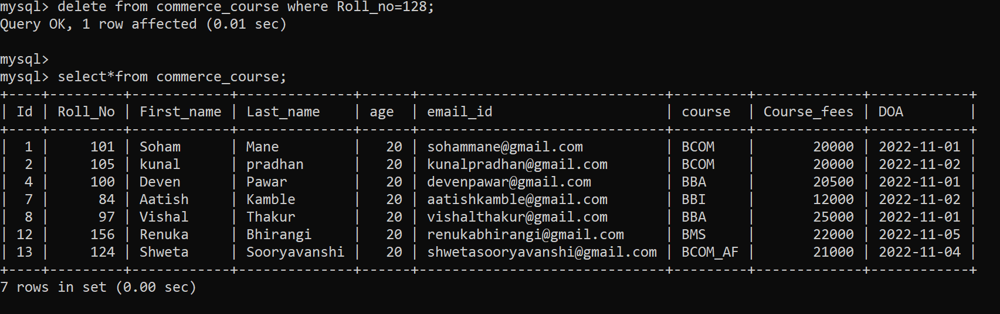 mysql> delete from commerce_course where Roll_no=128;
Query OK, 1 row affected (0.01 sec)

mysql>
mysql> select*from commerce_course;
+----+---------+------------+--------------+------+------------------------------+---------+-------------+------------+
| Id | Roll_No | First_name | Last_name    | age  | email_id                     | course  | Course_fees | DOA        |
+----+---------+------------+--------------+------+------------------------------+---------+-------------+------------+
|  1 |     101 | Soham      | Mane         |   20 | sohammane@gmail.com          | BCOM    |       20000 | 2022-11-01 |
|  2 |     105 | kunal      | pradhan      |   20 | kunalpradhan@gmail.com       | BCOM    |       20000 | 2022-11-02 |
|  4 |     100 | Deven      | Pawar        |   20 | devenpawar@gmail.com         | BBA     |       20500 | 2022-11-01 |
|  7 |      84 | Aatish     | Kamble       |   20 | aatishkamble@gmail.com       | BBI     |       12000 | 2022-11-02 |
|  8 |      97 | Vishal     | Thakur       |   20 | vishalthakur@gmail.com       | BBA     |       25000 | 2022-11-01 |
| 12 |     156 | Renuka     | Bhirangi     |   20 | renukabhirangi@gmail.com     | BMS     |       22000 | 2022-11-05 |
| 13 |     124 | Shweta     | Sooryavanshi |   20 | shwetasooryavanshi@gmail.com | BCOM_AF |       21000 | 2022-11-04 |
+----+---------+------------+--------------+------+------------------------------+---------+-------------+------------+
7 rows in set (0.00 sec)